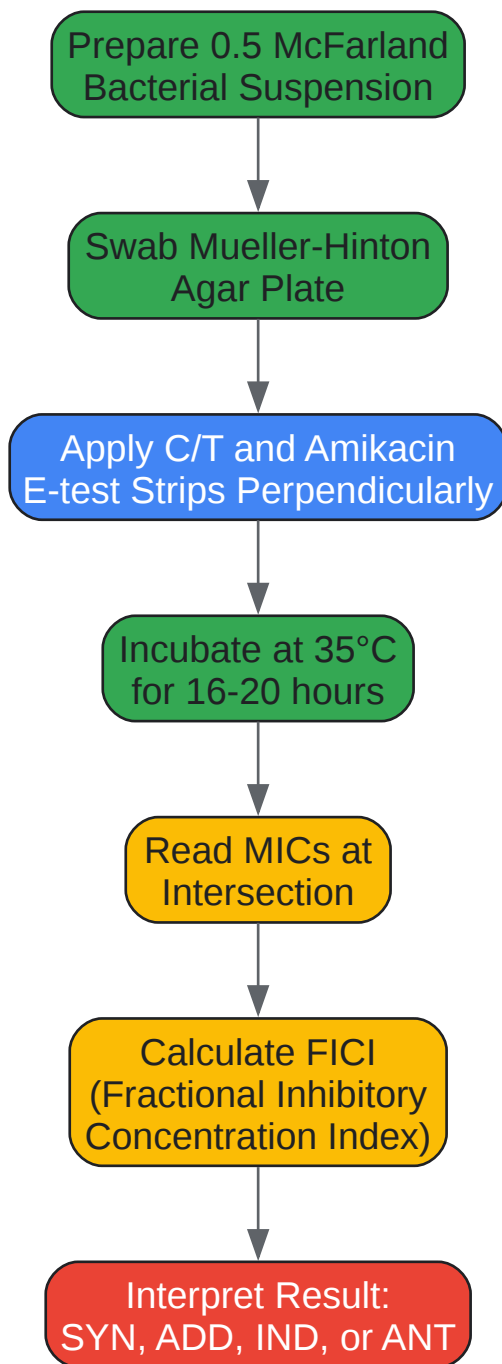 Prepare 0.5 McFarland
Bacterial Suspension
Swab Mueller-Hinton
Agar Plate
Apply C/T and Amikacin
E-test Strips Perpendicularly
Incubate at 35°C
for 16-20 hours
Read MICs at
Intersection
Calculate FICI
(Fractional Inhibitory
Concentration Index)
Interpret Result:
SYN, ADD, IND, or ANT